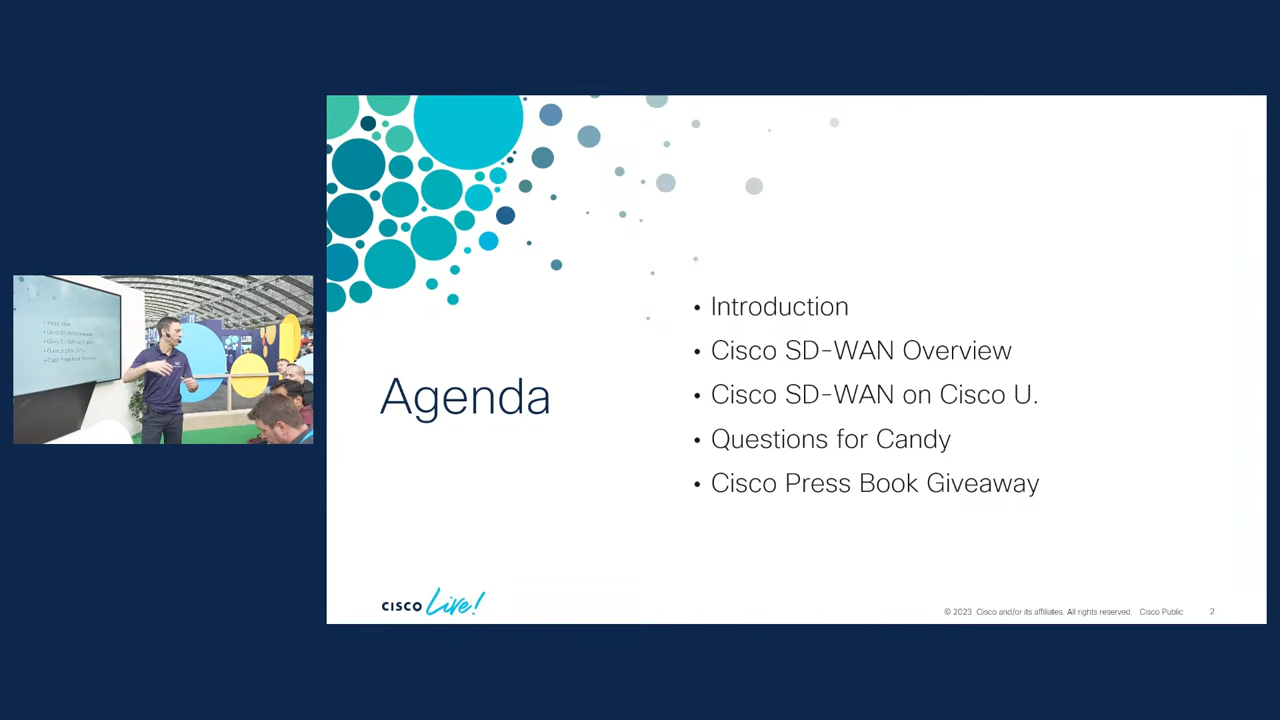 Agenda
• Introduction
• Cisco SD-WAN Overview
• Cisco SD-WAN on Cisco U.
• Questions for Candy
• Cisco Press Book Giveaway
CISCO Live!
© 2023 Cisco and/or its affiliates. All rights reserved. Cisco Public 2